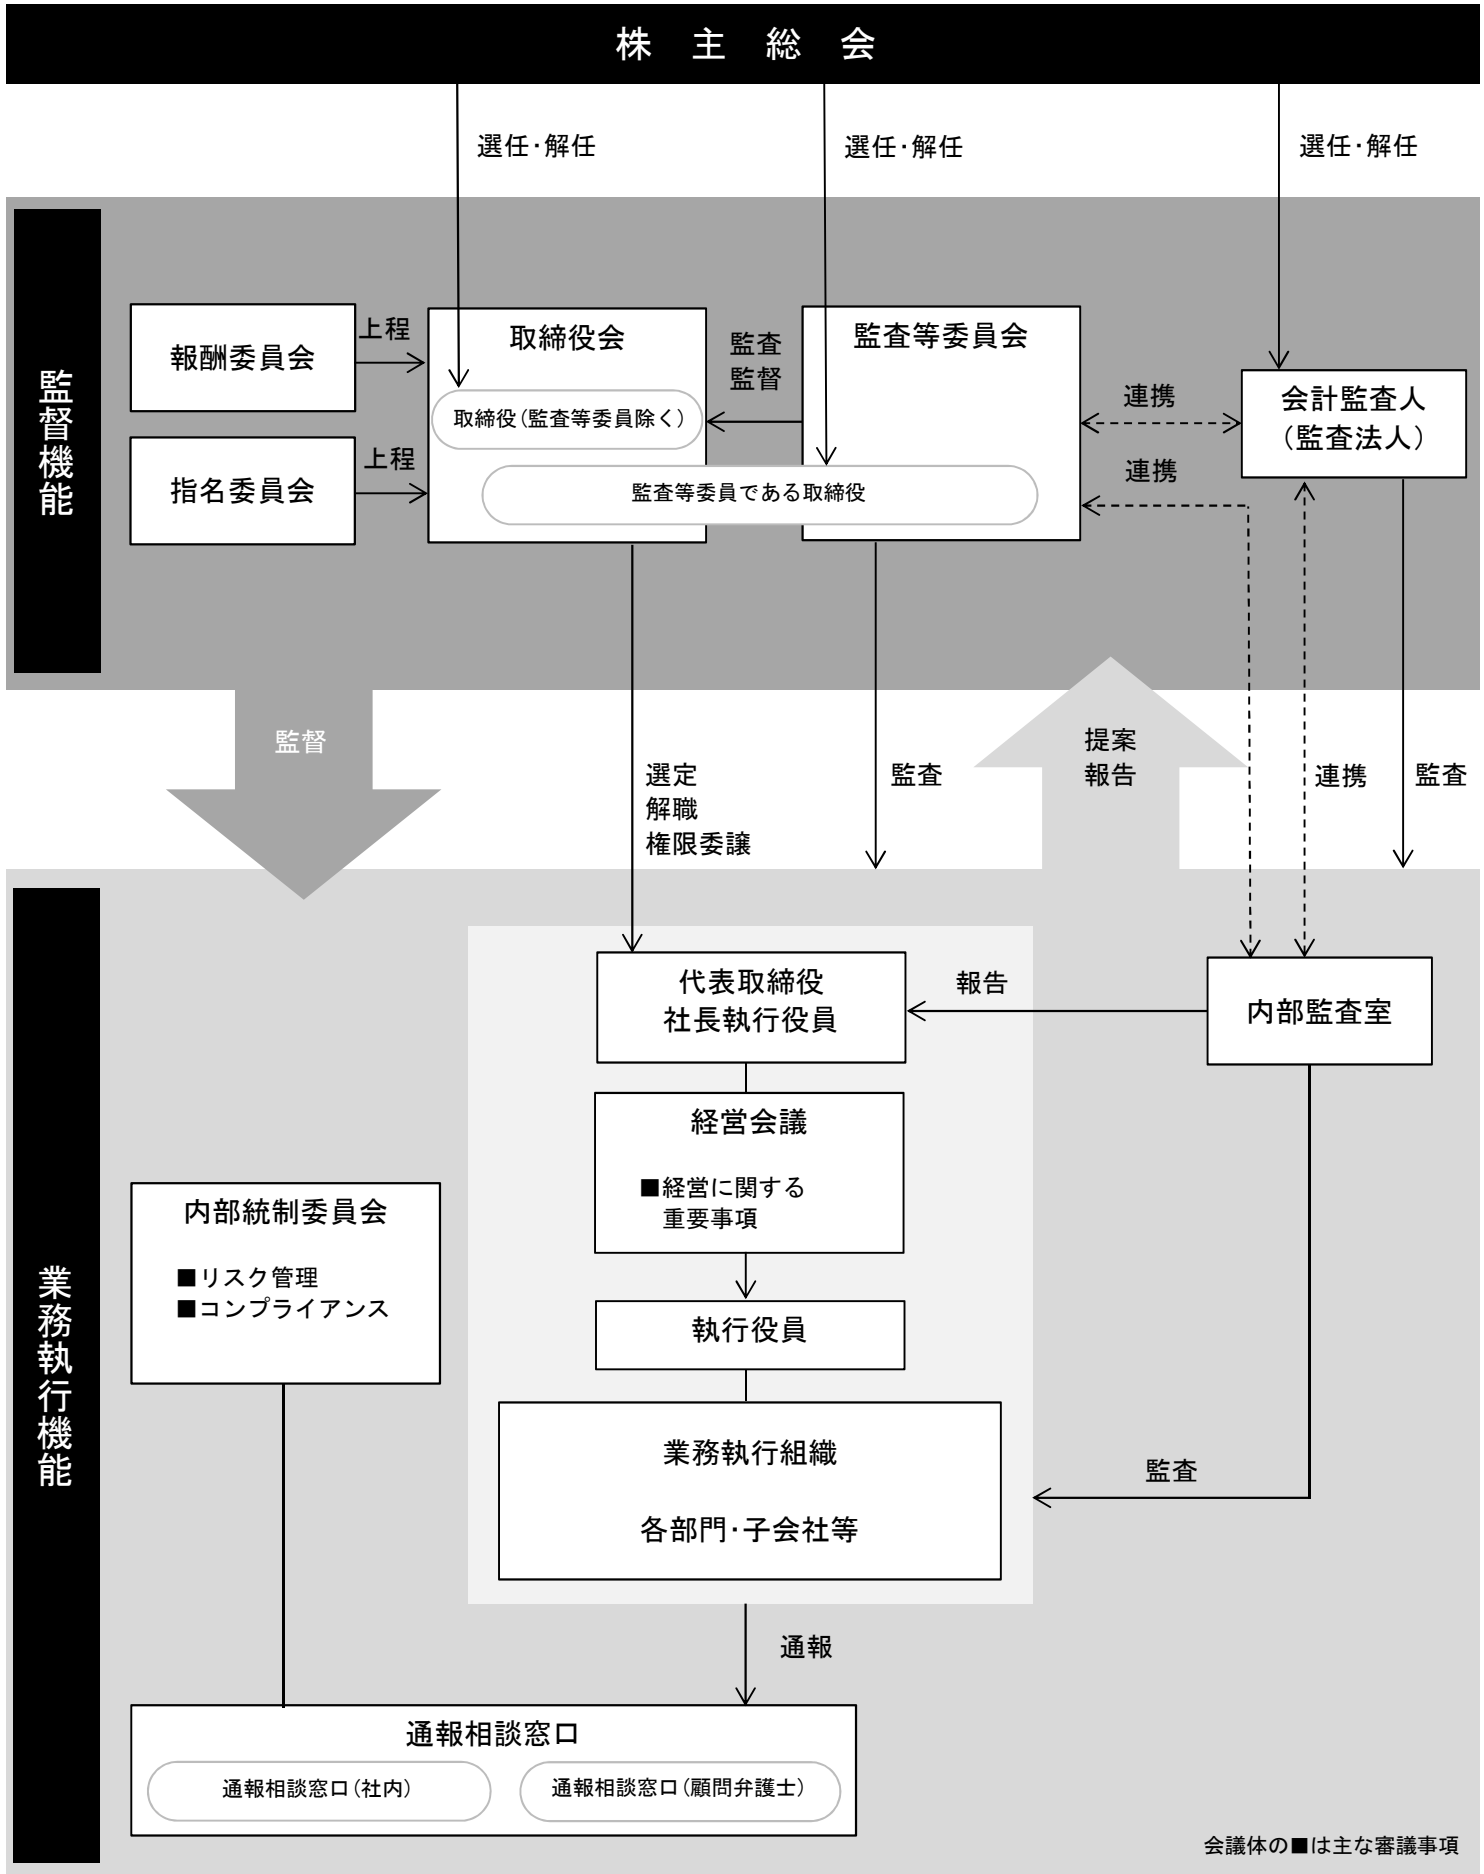 株主総会
選任・解任
選任・解任
選任・解任
監督機能
報酬委員会
上程
指名委員会
上程
取締役会
取締役(監査等委員除く)
監査
監督
監査等委員会
監査等委員である取締役
連携
連携
会計監査人
(監査法人)
監督
選定
解職
権限委譲
監査
提案
報告
連携
監査
業務執行機能
代表取締役
社長執行役員
報告
内部監査室
経営会議
■経営に関する
重要事項
内部統制委員会
■リスク管理
■コンプライアンス
執行役員
業務執行組織
各部門・子会社等
監査
通報
通報相談窓口
通報相談窓口(社内)
通報相談窓口(顧問弁護士)
会議体の■は主な審議事項